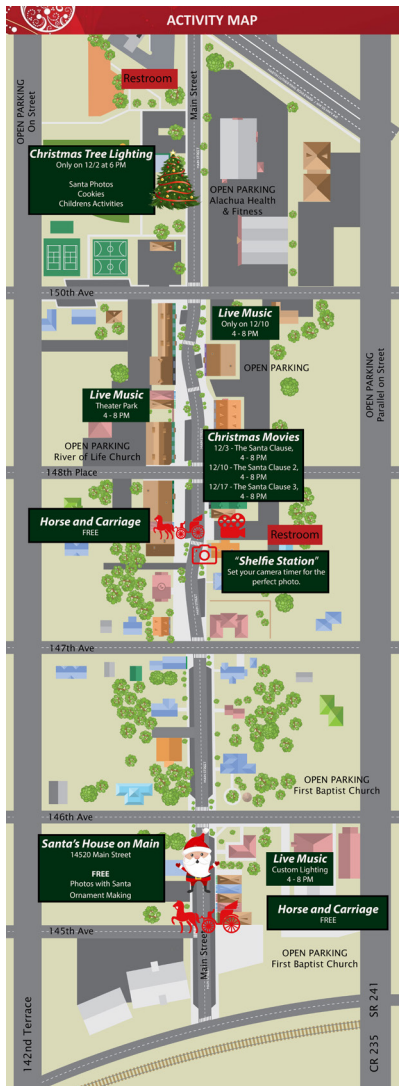 ACTIVITY MAP
OPEN PARKING
On Street
Restroom
Main Street
Christmas Tree Lighting
Only on 12/2 at 6 PM
Santa Photos
Cookies
Childrens Activities
OPEN PARKING
Alachua Health
& Fitness
150th Ave
Live Music
Only on 12/10
4 - 8 PM
OPEN PARKING
OPEN PARKING
Parallel on Street
Live Music
Theater Park
4 - 8 PM
OPEN PARKING
River of Life Church
Christmas Movies
12/3 - The Santa Clause,
4 - 8 PM
12/10 - The Santa Clause 2,
4 - 8 PM
12/17 - The Santa Clause 3,
4 - 8 PM
148th Place
Horse and Carriage
FREE
Restroom
"Shelfie Station"
Set your camera timer for the
perfect photo.
147th Ave
OPEN PARKING
First Baptist Church
146th Ave
Santa's House on Main
14520 Main Street
FREE
Photos with Santa
Ornament Making
Live Music
Custom Lighting
4 - 8 PM
Horse and Carriage
FREE
145th Ave
Main Street
OPEN PARKING
First Baptist Church
142nd Terrace
CR 235 SR 241